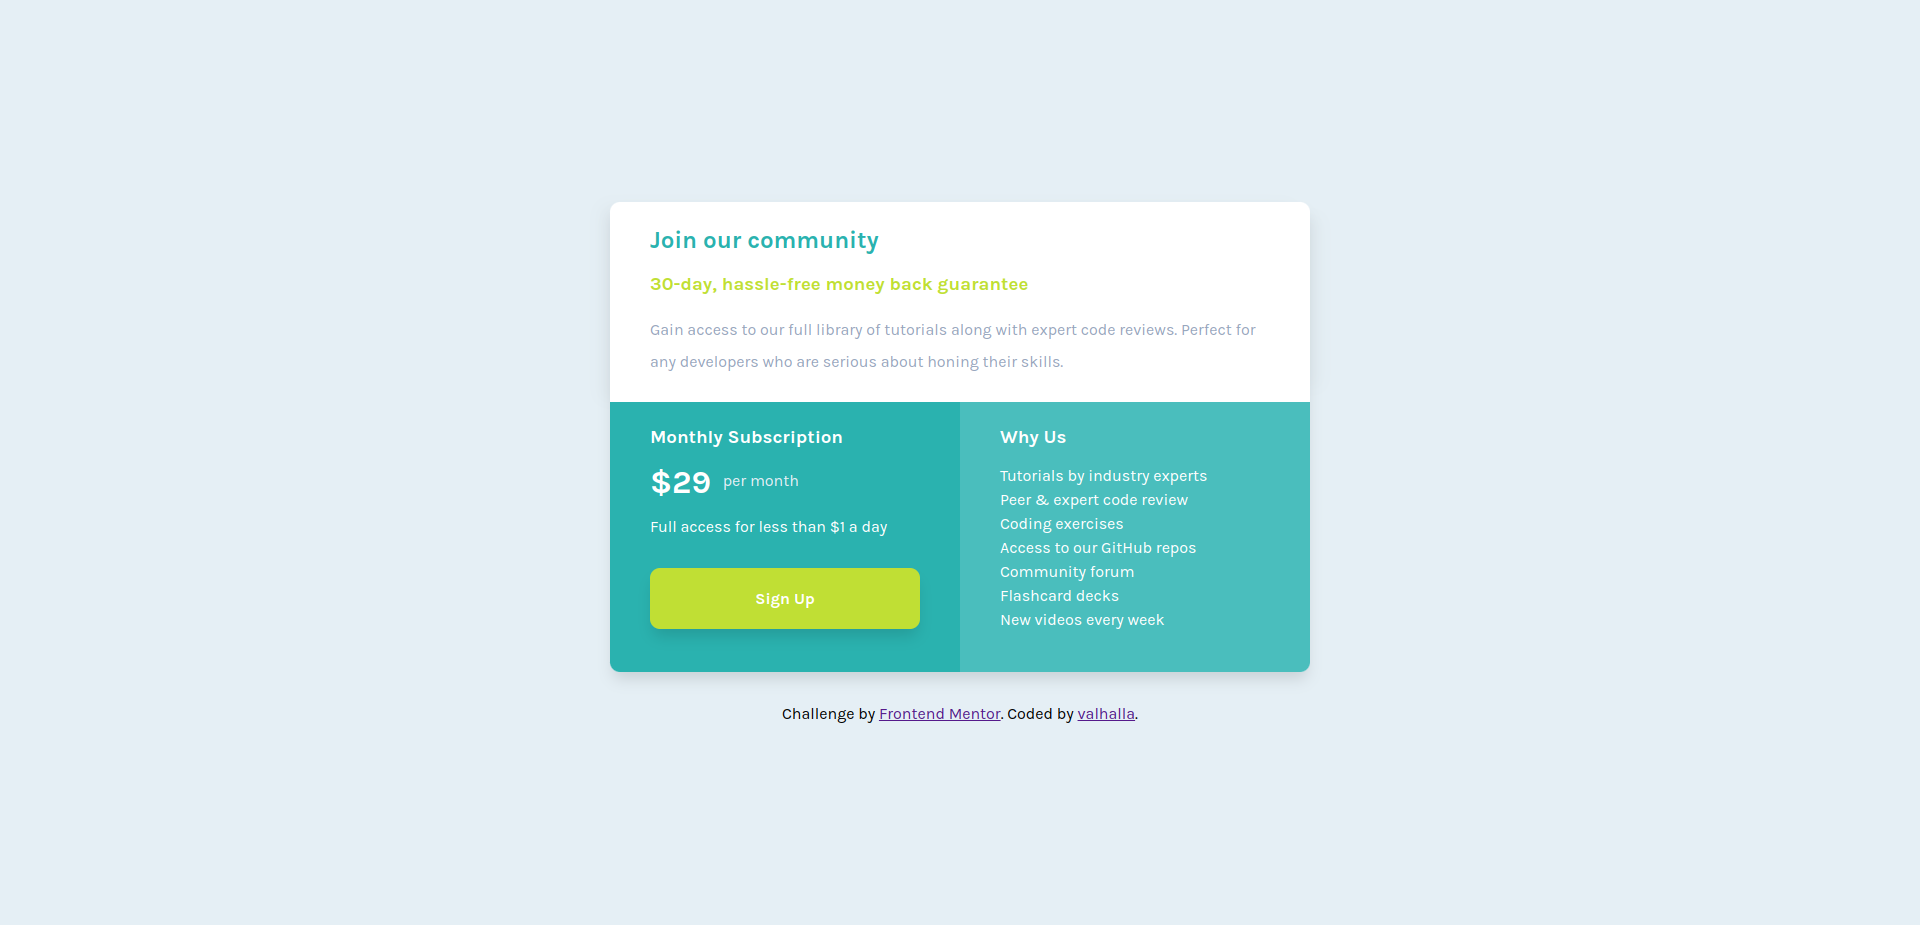 Join our community
30-day, hassle-free money back guarantee
Gain access to our full library of tutorials along with expert code reviews. Perfect for
any developers who are serious about honing their skills.
Monthly Subscription
$29 per month
Full access for less than $1 a day
Sign Up
Why Us
Tutorials by industry experts
Peer & expert code review
Coding exercises
Access to our GitHub repos
Community forum
Flashcard decks
New videos every week
Challenge by Frontend Mentor. Coded by valhalla.